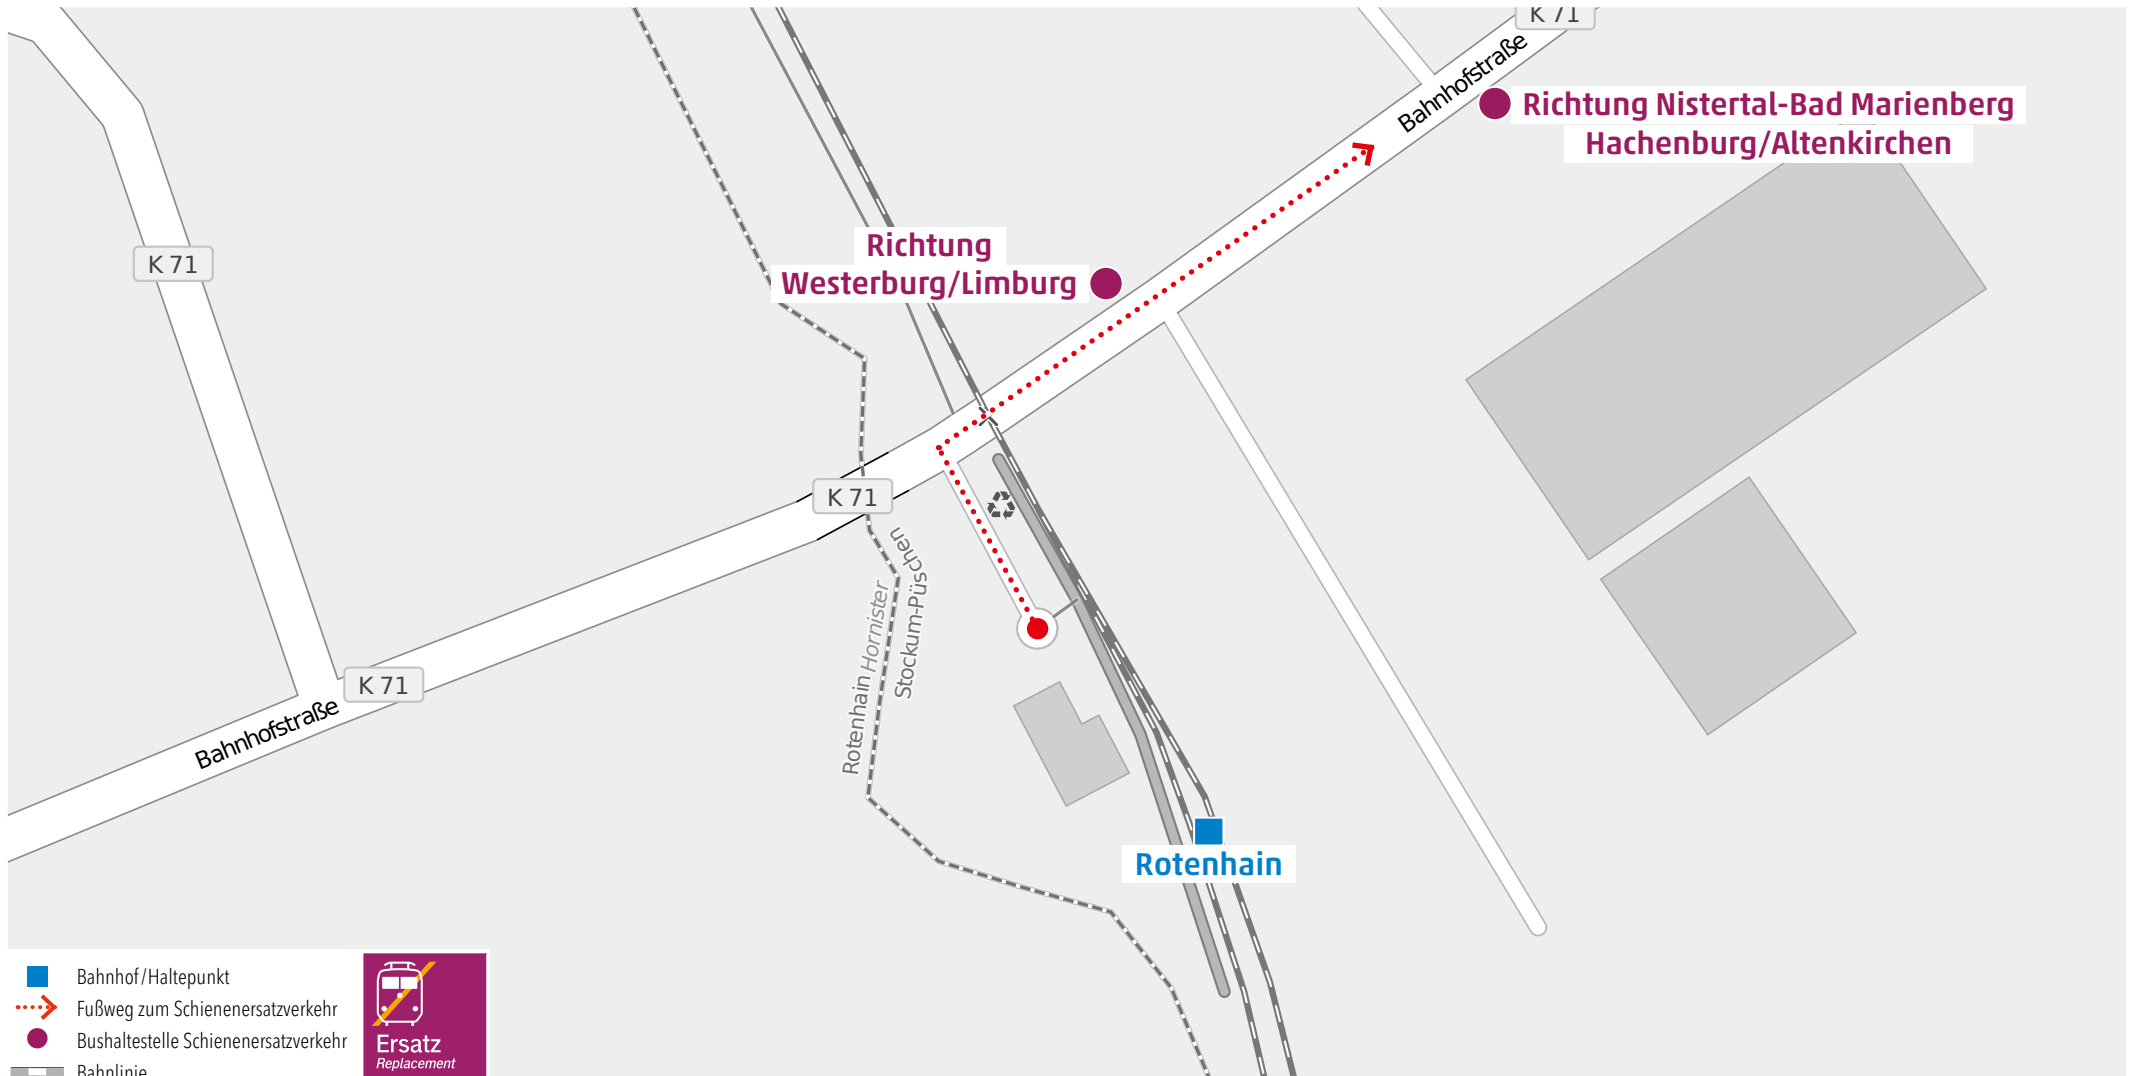 K 71
Bahnhofstraße
Richtung Nistertal-Bad Marienberg
Hachenburg/Altenkirchen
K 71
Richtung
Westerburg/Limburg
K 71
Stockum-Püschen
Rotenhain Hornister
K 71
Bahnhofstraße
Rotenhain
Bahnhof/Haltepunkt
Fußweg zum Schienenersatzverkehr
Bushaltestelle Schienenersatzverkehr
Bahnlinie
Ersatz
Replacement